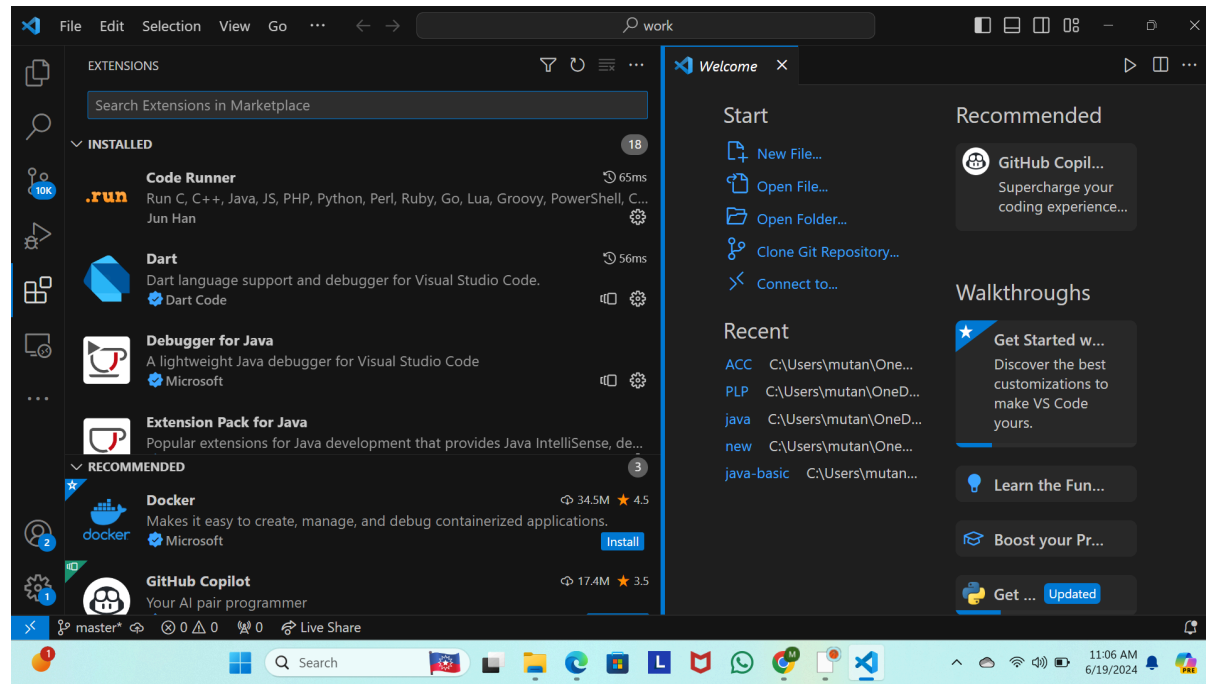 File Edit Selection View Go ··· work
EXTENSIONS
Search Extensions in Marketplace
INSTALLED 18
.run
Code Runner 65ms
Run C, C++, Java, JS, PHP, Python, Perl, Ruby, Go, Lua, Groovy, PowerShell, C...
Jun Han
Dart 56ms
Dart language support and debugger for Visual Studio Code.
Dart Code
Debugger for Java
A lightweight Java debugger for Visual Studio Code
Microsoft
Extension Pack for Java
Popular extensions for Java development that provides Java IntelliSense, de...
RECOMMENDED 3
docker
Docker 34.5M ★ 4.5
Makes it easy to create, manage, and debug containerized applications.
Microsoft Install
GitHub Copilot 17.4M ★ 3.5
Your AI pair programmer
10K
2
1
Welcome
Start
New File...
Open File...
Open Folder...
Clone Git Repository...
Connect to...
Recent
ACC C:\Users\mutan\One...
PLP C:\Users\mutan\OneD...
java C:\Users\mutan\OneD...
new C:\Users\mutan\One...
java-basic C:\Users\mutan...
Recommended
GitHub Copil...
Supercharge your
coding experience...
Walkthroughs
Get Started w...
Discover the best
customizations to
make VS Code
yours.
Learn the Fun...
Boost your Pr...
Get ... Updated
master* 0 0 0 Live Share
1
Search
L
M
11:06 AM
6/19/2024
PRE